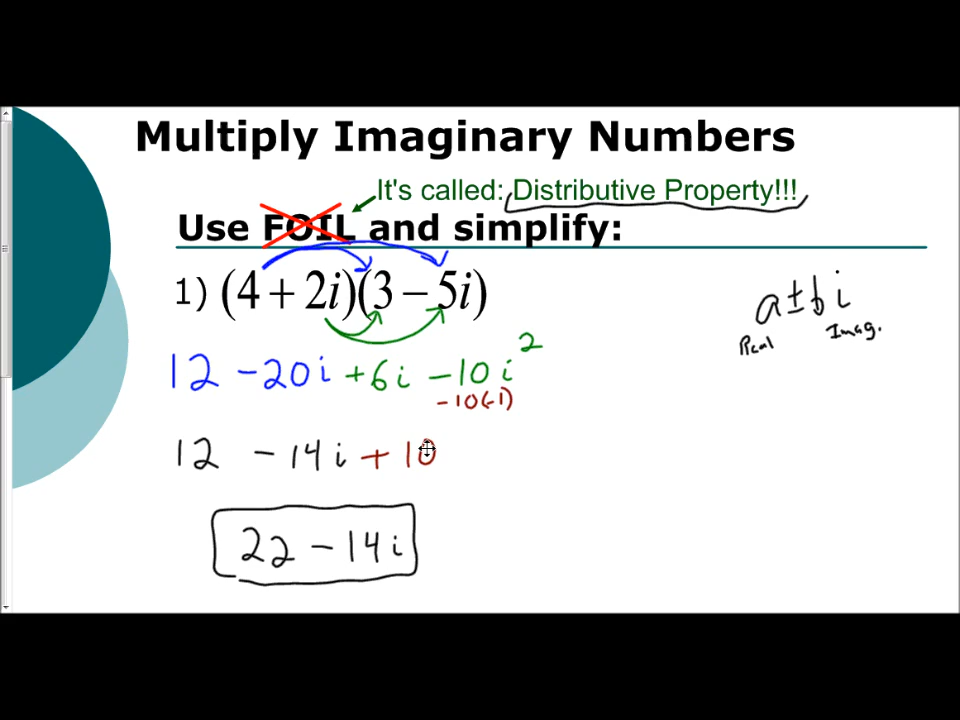 Multiply Imaginary Numbers
It's called: Distributive Property!!!
Use FOIL and simplify:
1) (4 + 2i)(3 − 5i)
a ± bi
Real Imag.
12 − 20i + 6i − 10i²
−10(-1)
12 − 14i + 10
22 − 14i